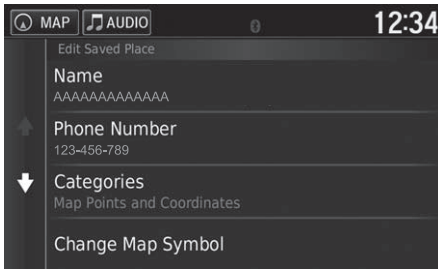 MAP AUDIO 12:34
Edit Saved Place
Name
AAAAAAAAAAAAA
Phone Number
123-456-789
Categories
Map Points and Coordinates
Change Map Symbol